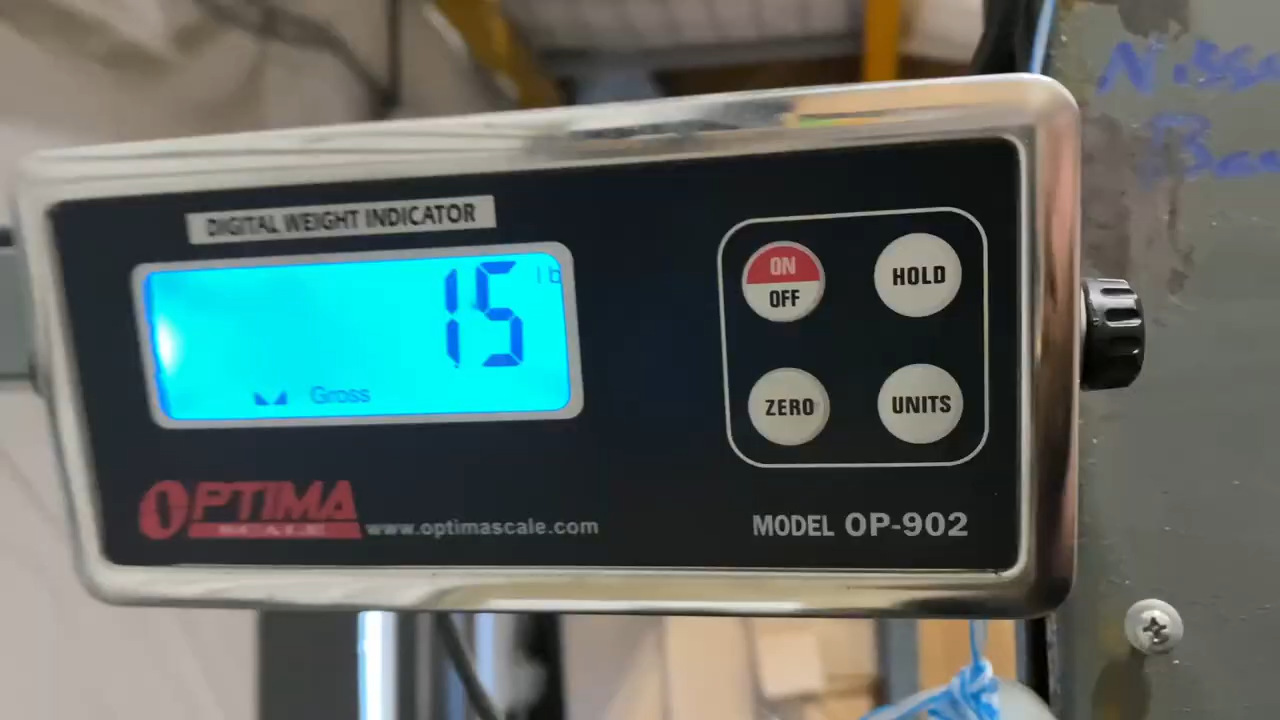 DIGITAL WEIGHT INDICATOR
15 lb
Gross
ON
OFF
HOLD
ZERO
UNITS
OPTIMA
SCALE
www.optimascale.com
MODEL OP-902